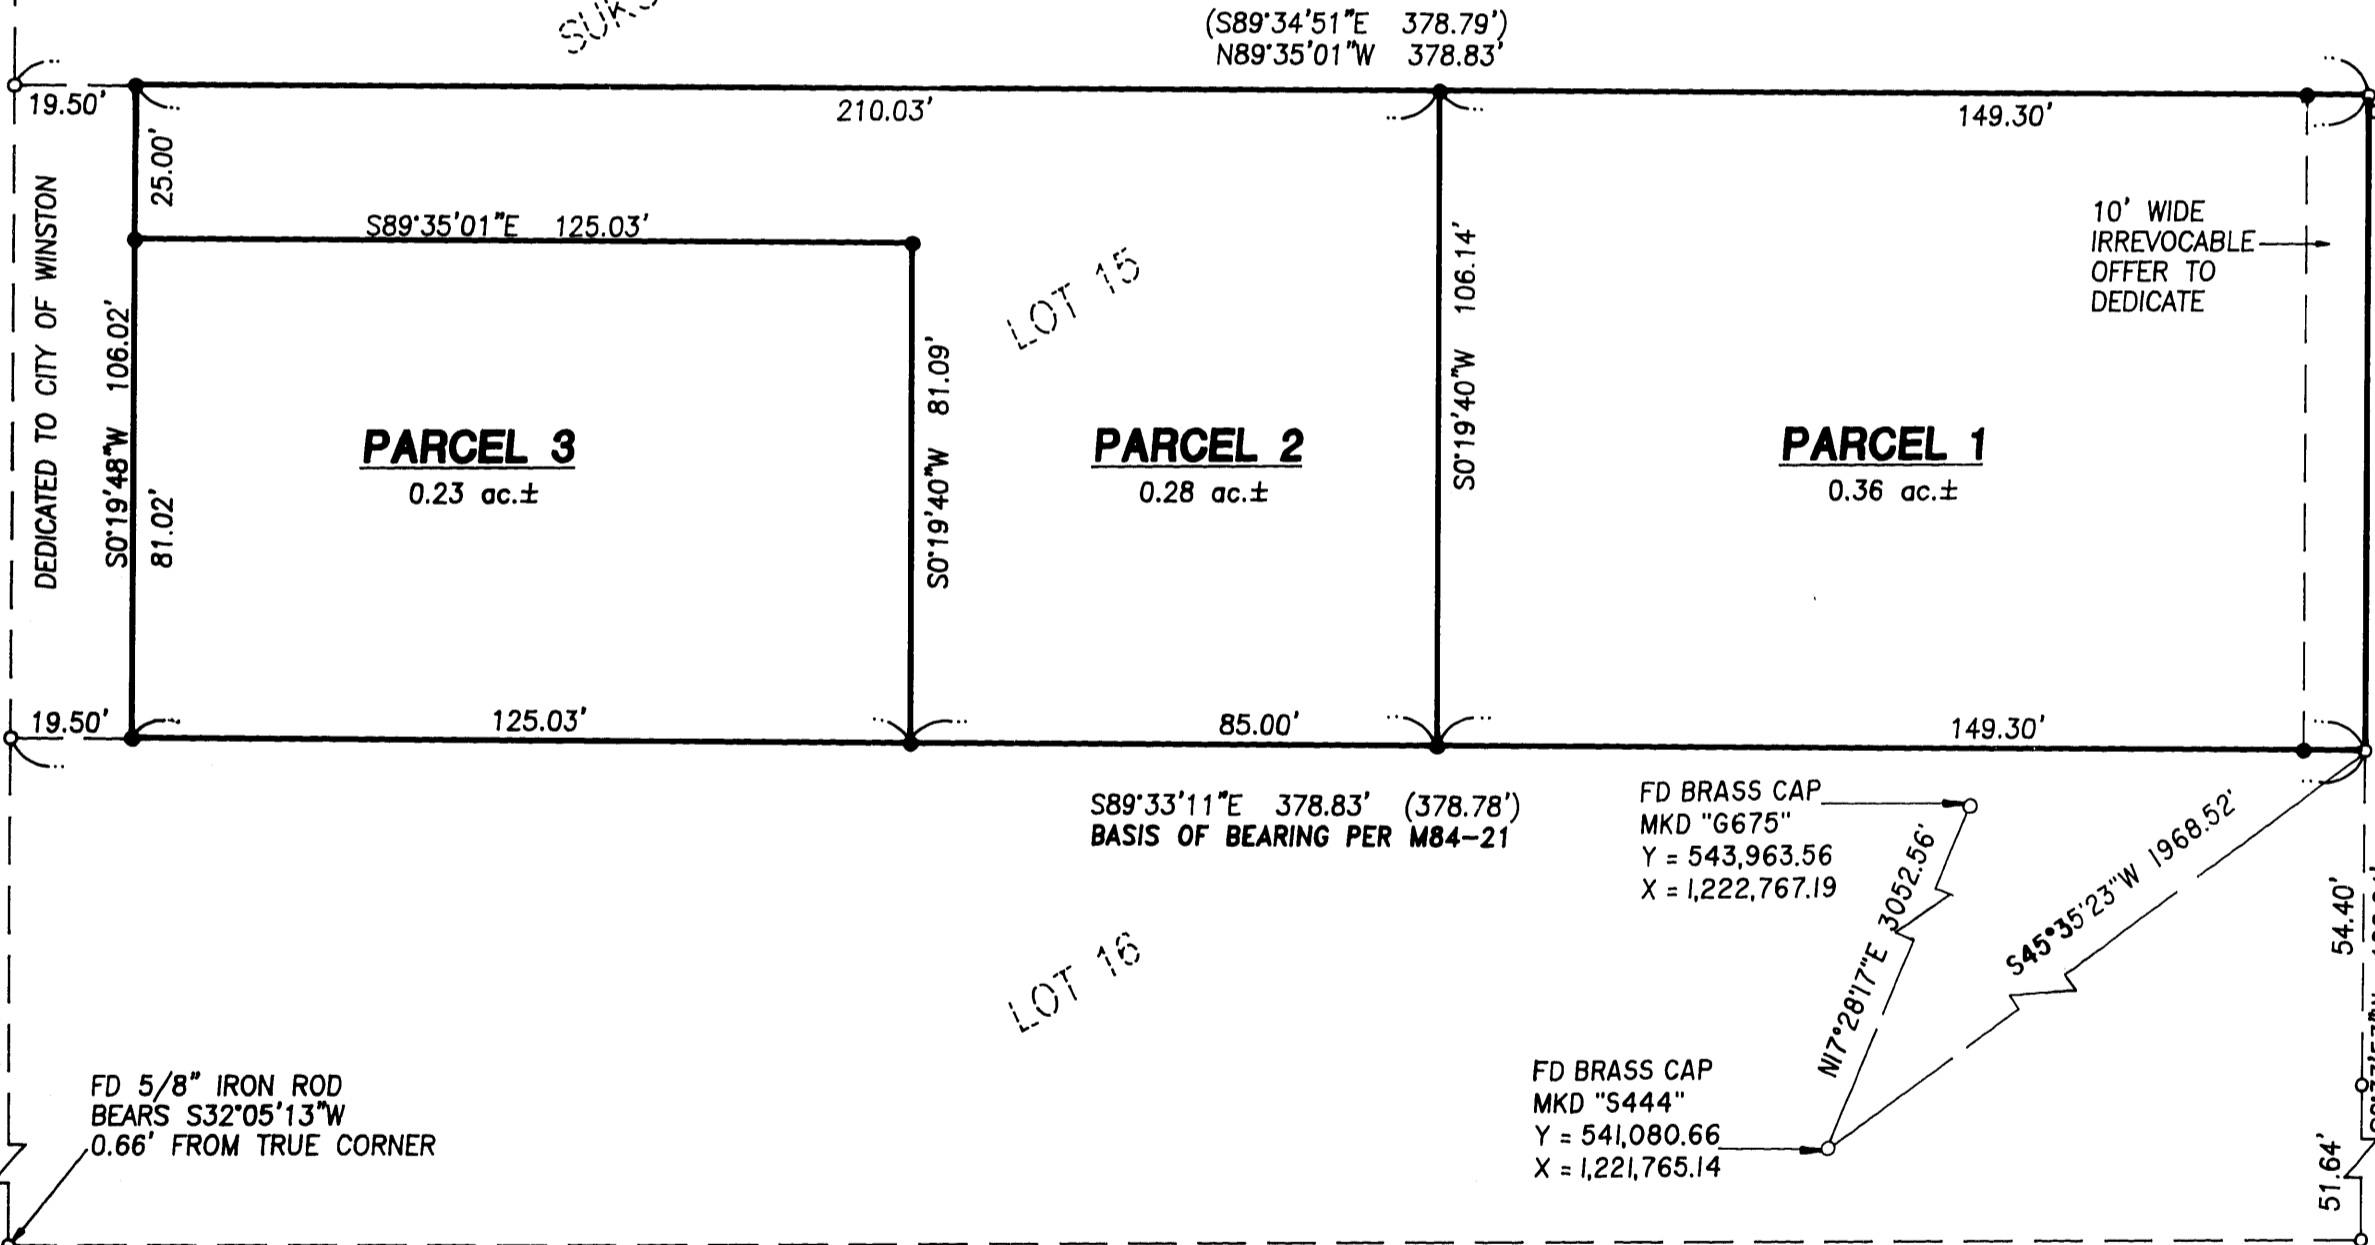 (S89°34'51"E 378.79')
N89°35'01"W 378.83'
19.50'
210.03'
149.30'
25.00'
DEDICATED TO CITY OF WINSTON
S89°35'01"E 125.03'
LOT 15
10' WIDE
IRREVOCABLE
OFFER TO
DEDICATE
S0°19'48"W 106.02'
81.02'
S0°19'40"W 81.09'
S0°19'40"W 106.14'
PARCEL 3
0.23 ac.±
PARCEL 2
0.28 ac.±
PARCEL 1
0.36 ac.±
19.50'
125.03'
85.00'
149.30'
S89°33'11"E 378.83' (378.78')
BASIS OF BEARING PER M84-21
FD BRASS CAP
MKD "G675"
Y = 543,963.56
X = 1,222,767.19
N17°28'17"E 3052.56'
S45°35'23"W 1968.52'
54.40'
LOT 16
FD BRASS CAP
MKD "S444"
Y = 541,080.66
X = 1,221,765.14
FD 5/8" IRON ROD
BEARS S32°05'13"W
0.66' FROM TRUE CORNER
51.64'